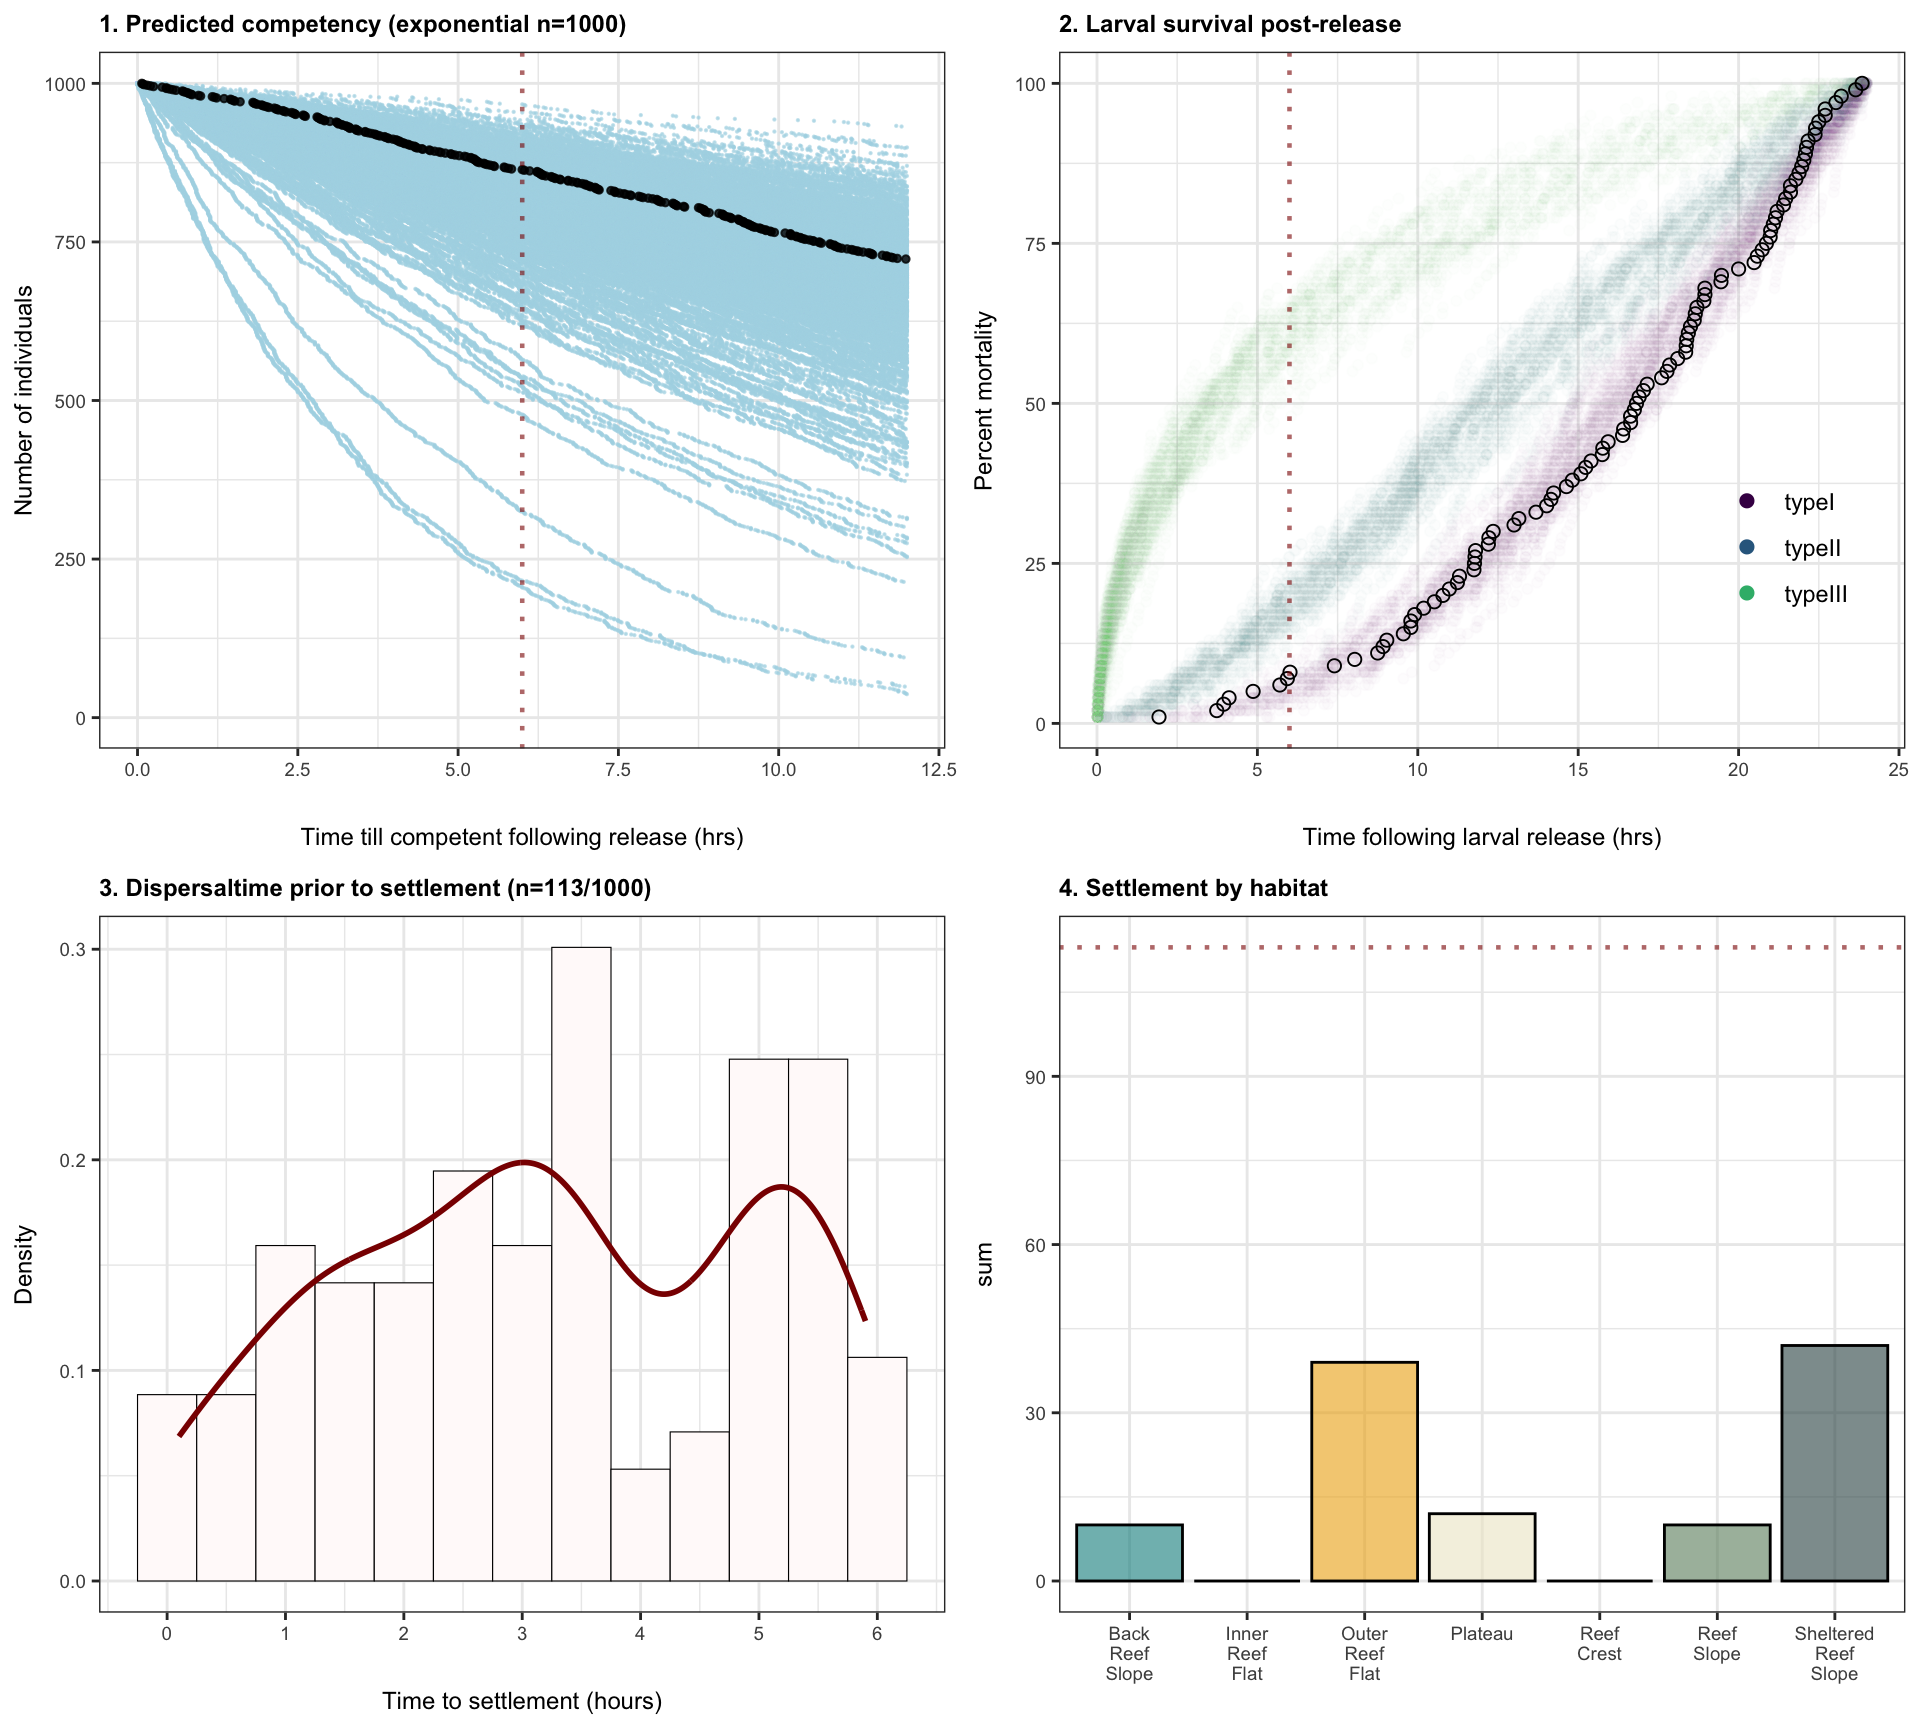 1. Predicted competency (exponential n=1000)
Number of individuals
1000
750
500
250
0
0.0 2.5 5.0 7.5 10.0 12.5
Time till competent following release (hrs)
2. Larval survival post-release
Percent mortality
100
75
50
25
0
typeI
typeII
typeIII
0 5 10 15 20 25
Time following larval release (hrs)
3. Dispersaltime prior to settlement (n=113/1000)
Density
0.3
0.2
0.1
0.0
0 1 2 3 4 5 6
Time to settlement (hours)
4. Settlement by habitat
sum
90
60
30
0
Back
Reef
Slope
Inner
Reef
Flat
Outer
Reef
Flat
Plateau
Reef
Crest
Reef
Slope
Sheltered
Reef
Slope